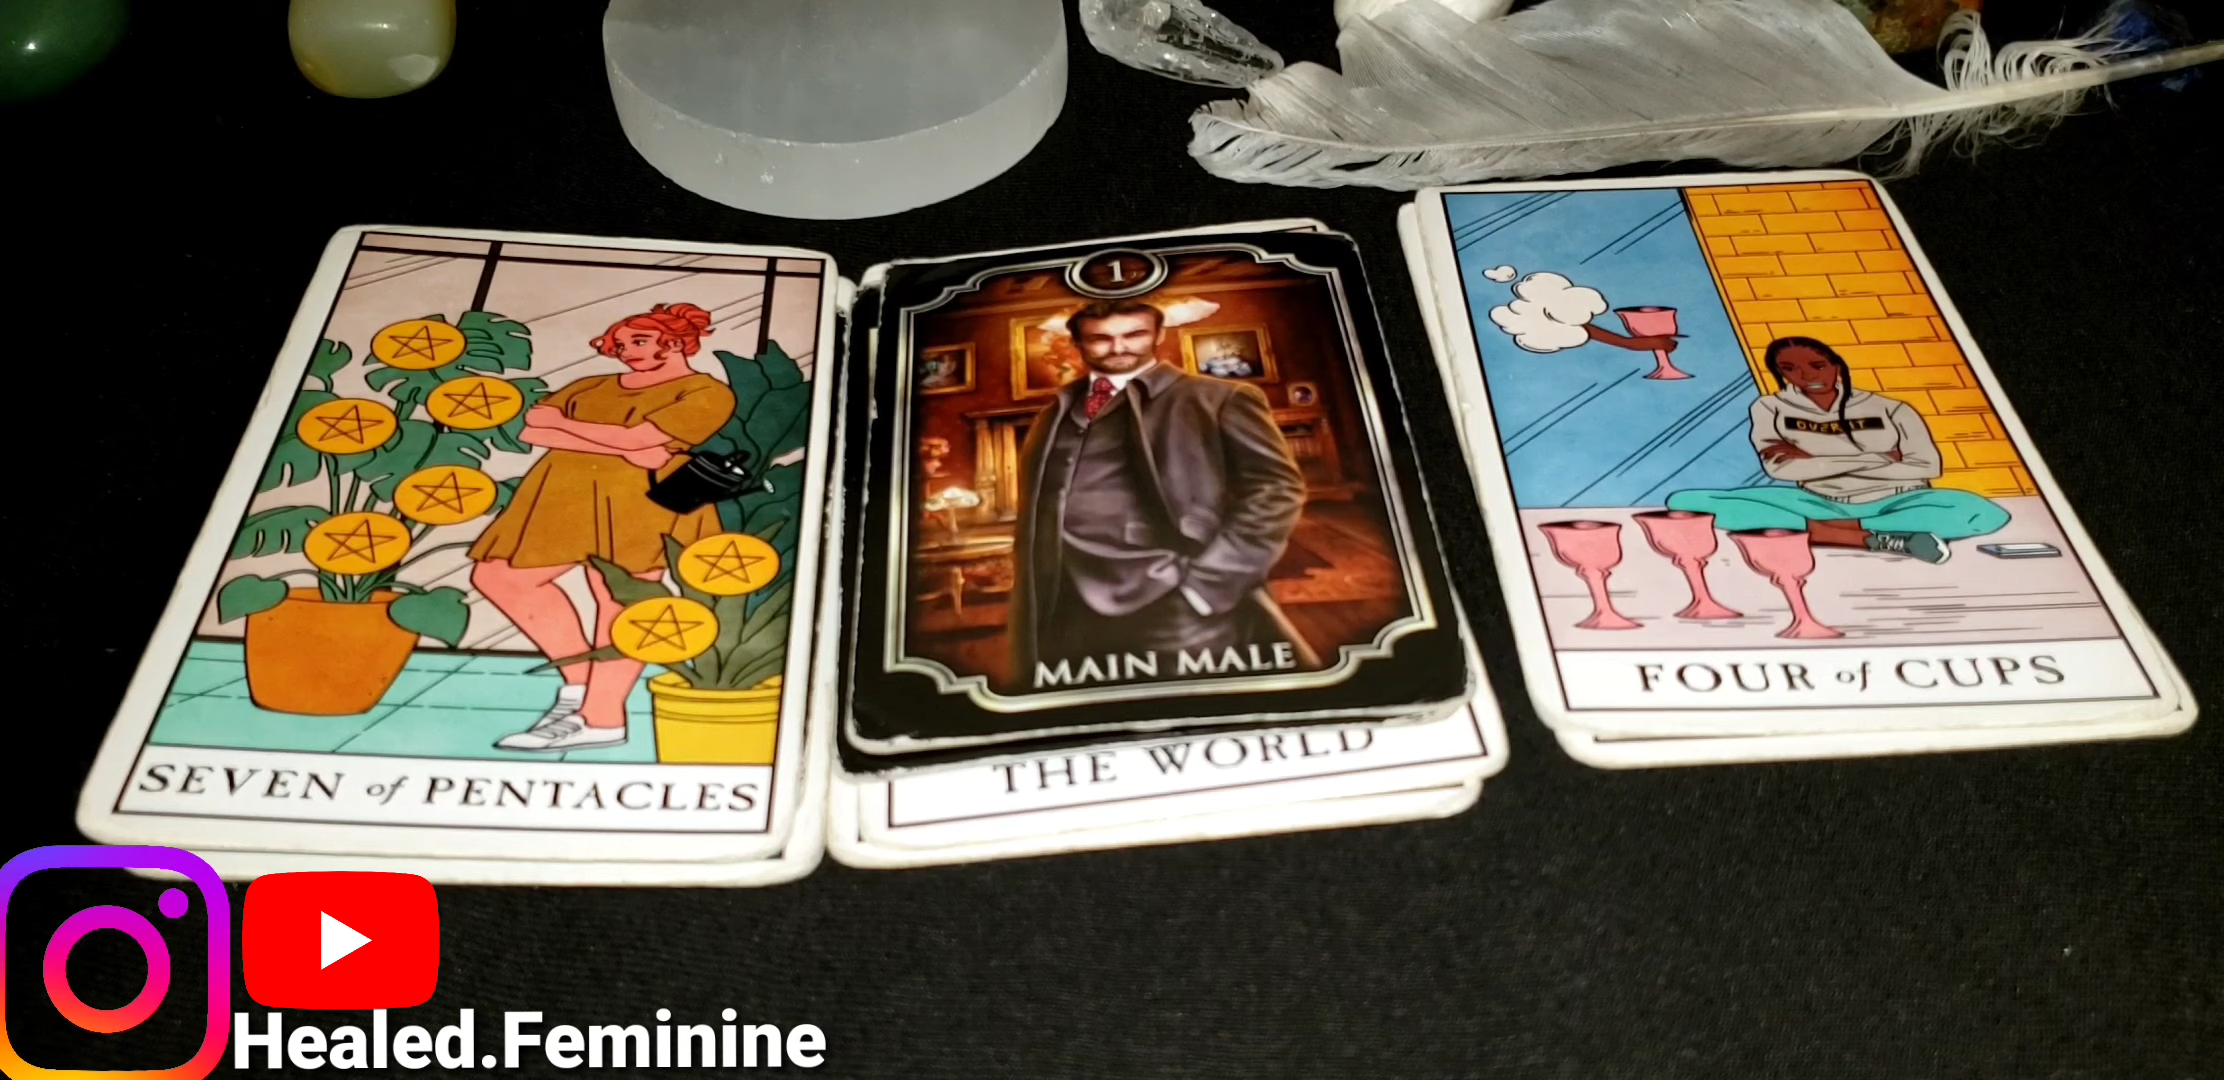 1
MAIN MALE
THE WORLD
SEVEN of PENTACLES
OVER IT
FOUR of CUPS
Healed.Feminine